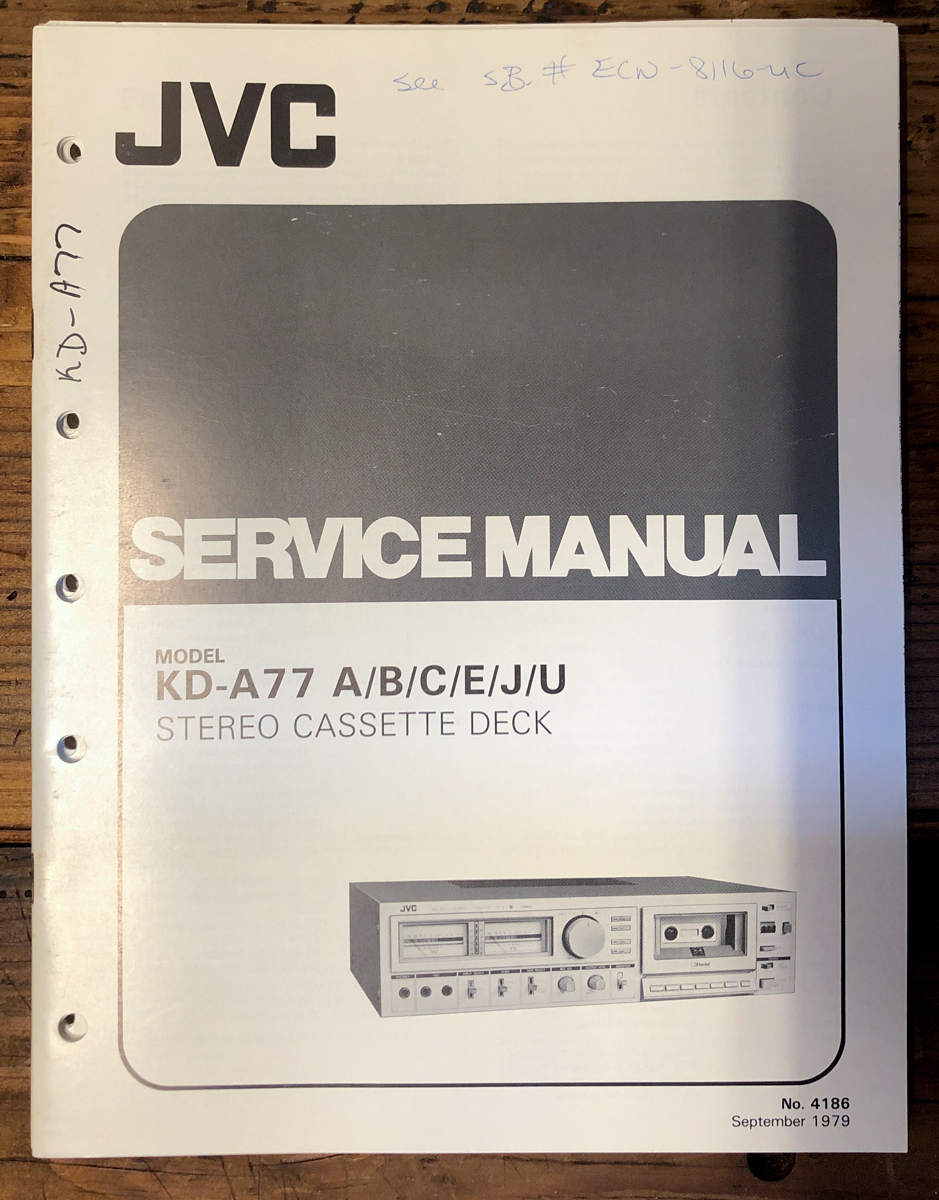 see SB. # ECN-8116-UC
JVC
KD-A77
SERVICE MANUAL
MODEL
KD-A77 A/B/C/E/J/U
STEREO CASSETTE DECK
JVC
No. 4186
September 1979